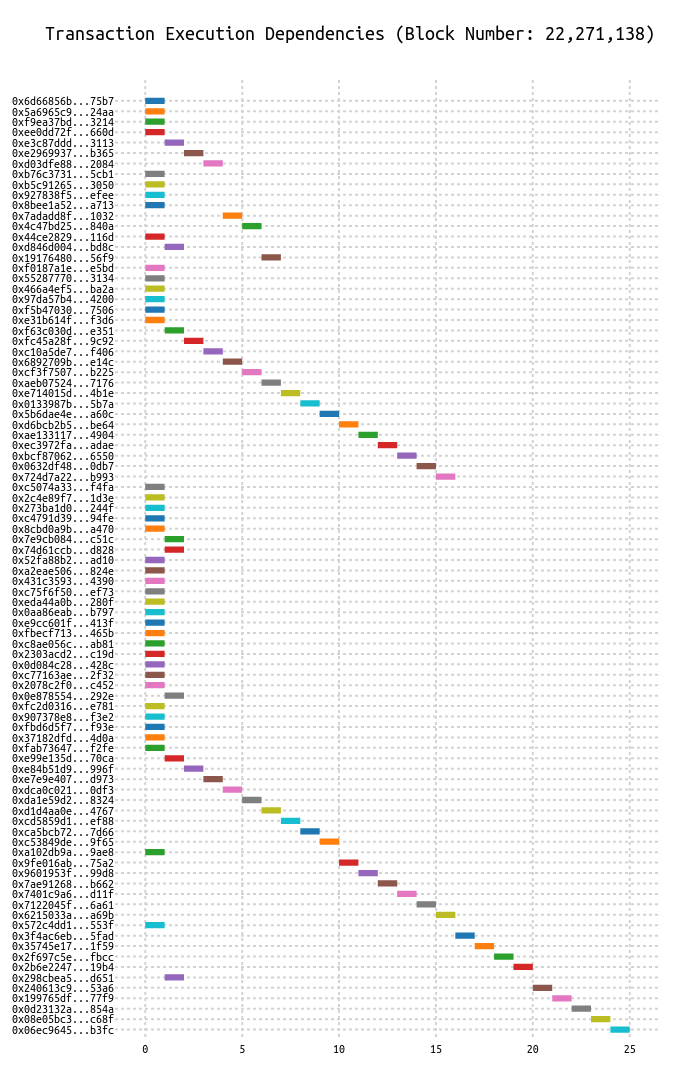 Transaction Execution Dependencies (Block Number: 22,271,138)
0x6d66856b...75b7
0x5a6965c9...24aa
0xf9ea37bd...3214
0xee0dd72f...660d
0xe3c87ddd...3113
0xe2969937...b365
0xd03dfe88...2084
0xb76c3731...5cb1
0xb5c91265...3050
0x927838f5...efee
0x8bee1a52...a713
0x7adadd8f...1032
0x4c47bd25...840a
0x44ce2829...116d
0xd846d004...bd8c
0x19176480...56f9
0xf0187a1e...e5bd
0x55287770...3134
0x466a4ef5...ba2a
0x97da57b4...4200
0xf5b47030...7506
0xe31b614f...f3d6
0xf63c030d...e351
0xfc45a28f...9c92
0xc10a5de7...f406
0x6892709b...e14c
0xcf3f7507...b225
0xaeb07524...7176
0xe714015d...4b1e
0x0133987b...5b7a
0x5b6dae4e...a60c
0xd6bcb2b5...be64
0xae133117...4904
0xec3972fa...adae
0xbcf87062...6550
0x0632df48...0db7
0x724d7a22...b993
0xc5074a33...f4fa
0x2c4e89f7...1d3e
0x273ba1d0...244f
0xc4791d39...94fe
0x8cbd0a9b...a470
0x7e9cb084...c51c
0x74d61ccb...d828
0x52fa88b2...ad10
0xa2eae506...824e
0x431c3593...4390
0xc75f6f50...ef73
0xeda44a0b...280f
0x0aa86eab...b797
0xe9cc601f...413f
0xfbecf713...465b
0xc8ae056c...ab81
0x2303acd2...c19d
0x0d084c28...428c
0xc77163ae...2f32
0x2078c2f0...c452
0x0e878554...292e
0xfc2d0316...e781
0x907378e8...f3e2
0xfbd6d5f7...f93e
0x37182dfd...4d0a
0xfab73647...f2fe
0xe99e135d...70ca
0xe84b51d9...996f
0xe7e9e407...d973
0xdca0c021...0df3
0xda1e59d2...8324
0xd1d4aa0e...4767
0xcd5859d1...ef88
0xca5bcb72...7d66
0xc53849de...9f65
0xa102db9a...9ae8
0x9fe016ab...75a2
0x9601953f...99d8
0x7ae91268...b662
0x7401c9a6...d11f
0x7122045f...6a61
0x6215033a...a69b
0x572c4dd1...553f
0x3f4ac6eb...5fad
0x35745e17...1f59
0x2f697c5e...fbcc
0x2b6e2247...19b4
0x298cbea5...d651
0x240613c9...53a6
0x199765df...77f9
0x0d23132a...854a
0x08e05bc3...c68f
0x06ec9645...b3fc
0 5 10 15 20 25